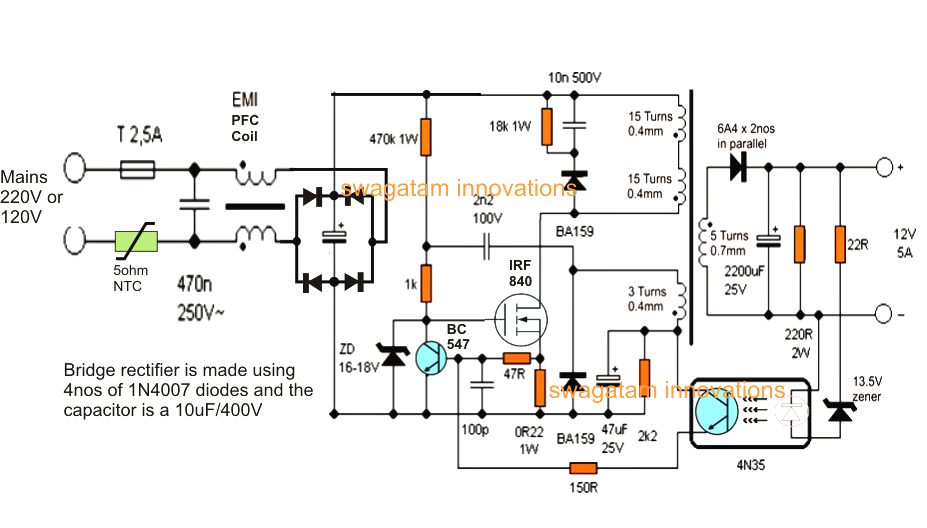 swagatam innovations
10n 500V
EMI
PFC
Coil
T 2,5A
470k 1W
18k 1W
15 Turns
0.4mm
6A4 x 2nos
in parallel
Mains
220V or
120V
swagatam innovations
15 Turns
0.4mm
2n2
100V
BA159
5 Turns
0.7mm
22R
12V
5A
+
5ohm
NTC
470n
250V~
1k
IRF
840
3 Turns
0.4mm
2200uF
25V
−
BC
547
ZD
16-18V
47R
220R
2W
Bridge rectifier is made using
4nos of 1N4007 diodes and the
capacitor is a 10uF/400V
swagatam innovations
13.5V
zener
100p
0R22
1W
BA159
47uF
25V
2k2
4N35
150R